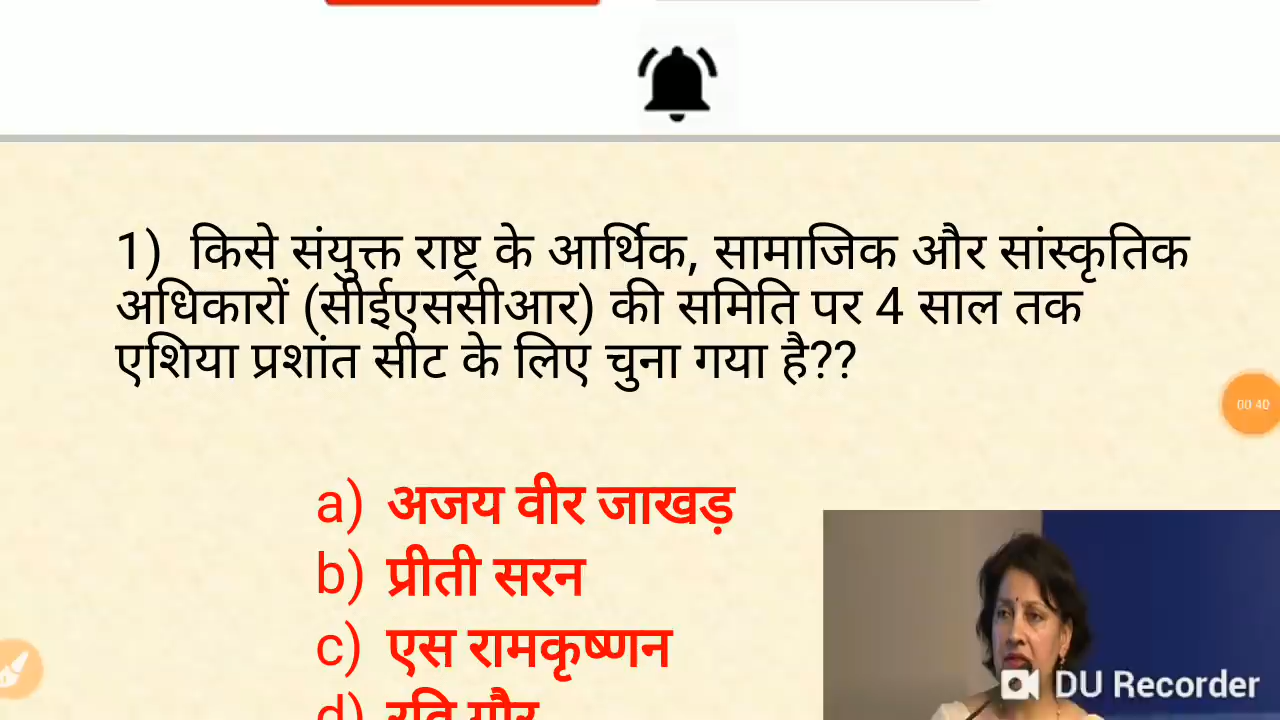 1) किसे संयुक्त राष्ट्र के आर्थिक, सामाजिक और सांस्कृतिक
अधिकारों (सीईएससीआर) की समिति पर 4 साल तक
एशिया प्रशांत सीट के लिए चुना गया है??
00:40
a) अजय वीर जाखड़
b) प्रीती सरन
c) एस रामकृष्णन
d) रवि गौर
DU Recorder